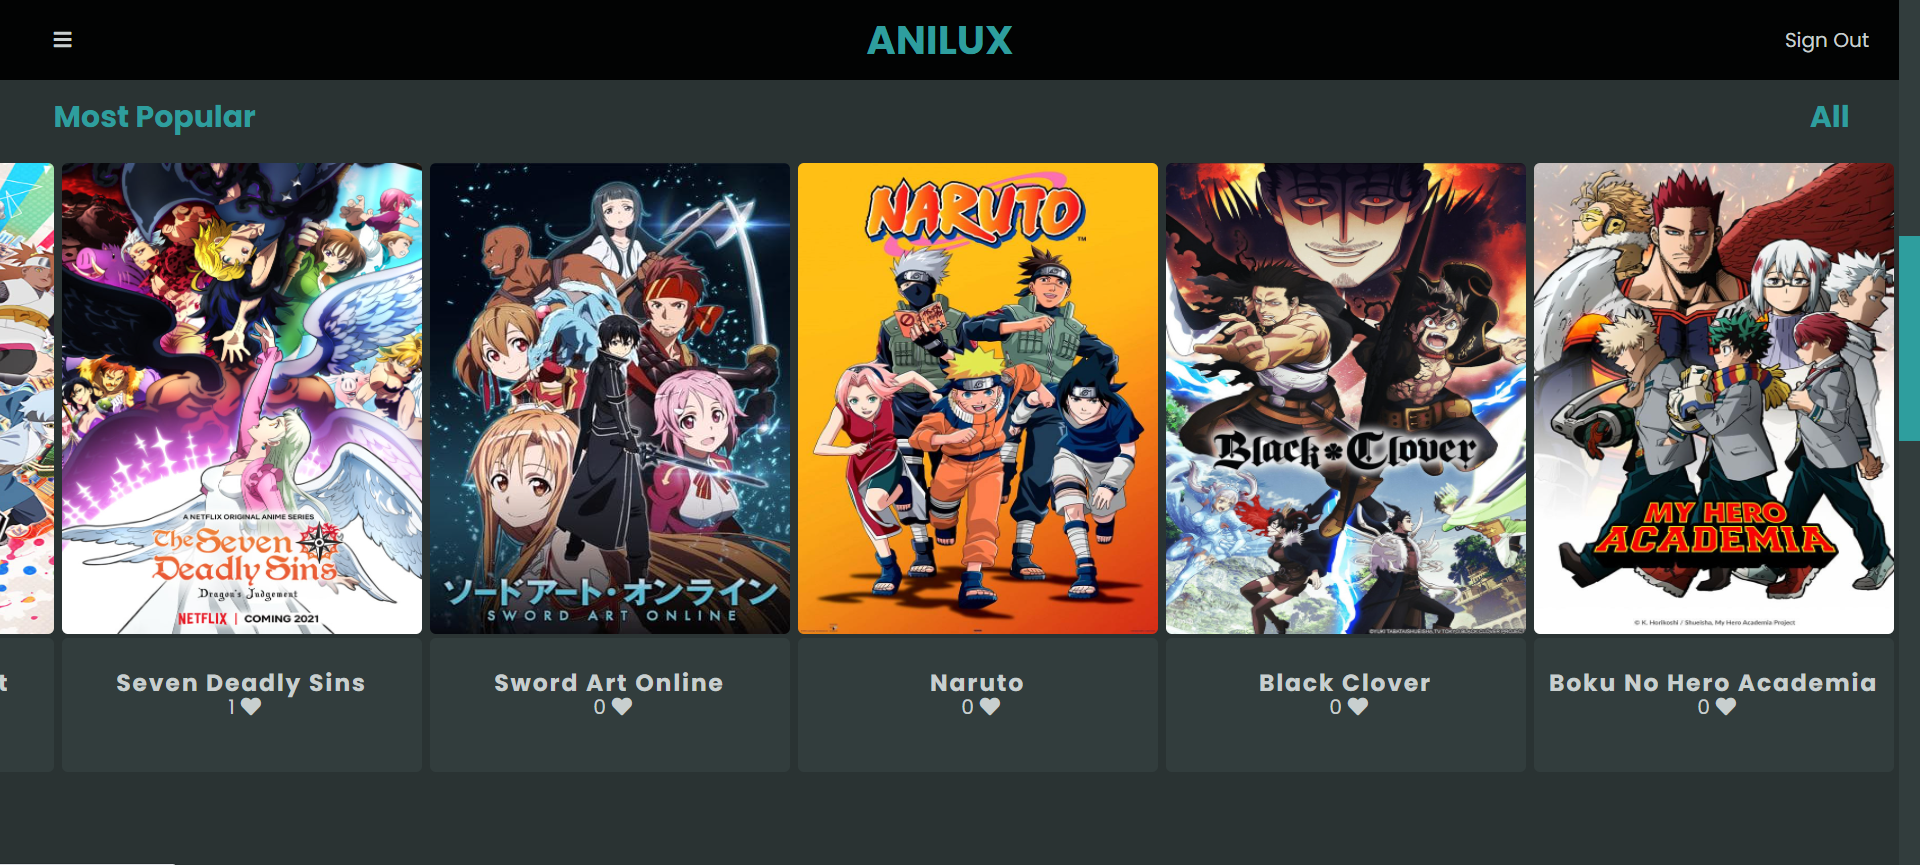 ANILUX
Sign Out
Most Popular
All
A NETFLIX ORIGINAL ANIME SERIES
The Seven
Deadly Sins
Dragon's Judgement
NETFLIX | COMING 2021
ソードアート・オンライン
SWORD ART ONLINE
NARUTO
TM
Black Clover
MY HERO
ACADEMIA
© K. Horikoshi / Shueisha, My Hero Academia Project
t
Seven Deadly Sins
1
Sword Art Online
0
Naruto
0
Black Clover
0
Boku No Hero Academia
0